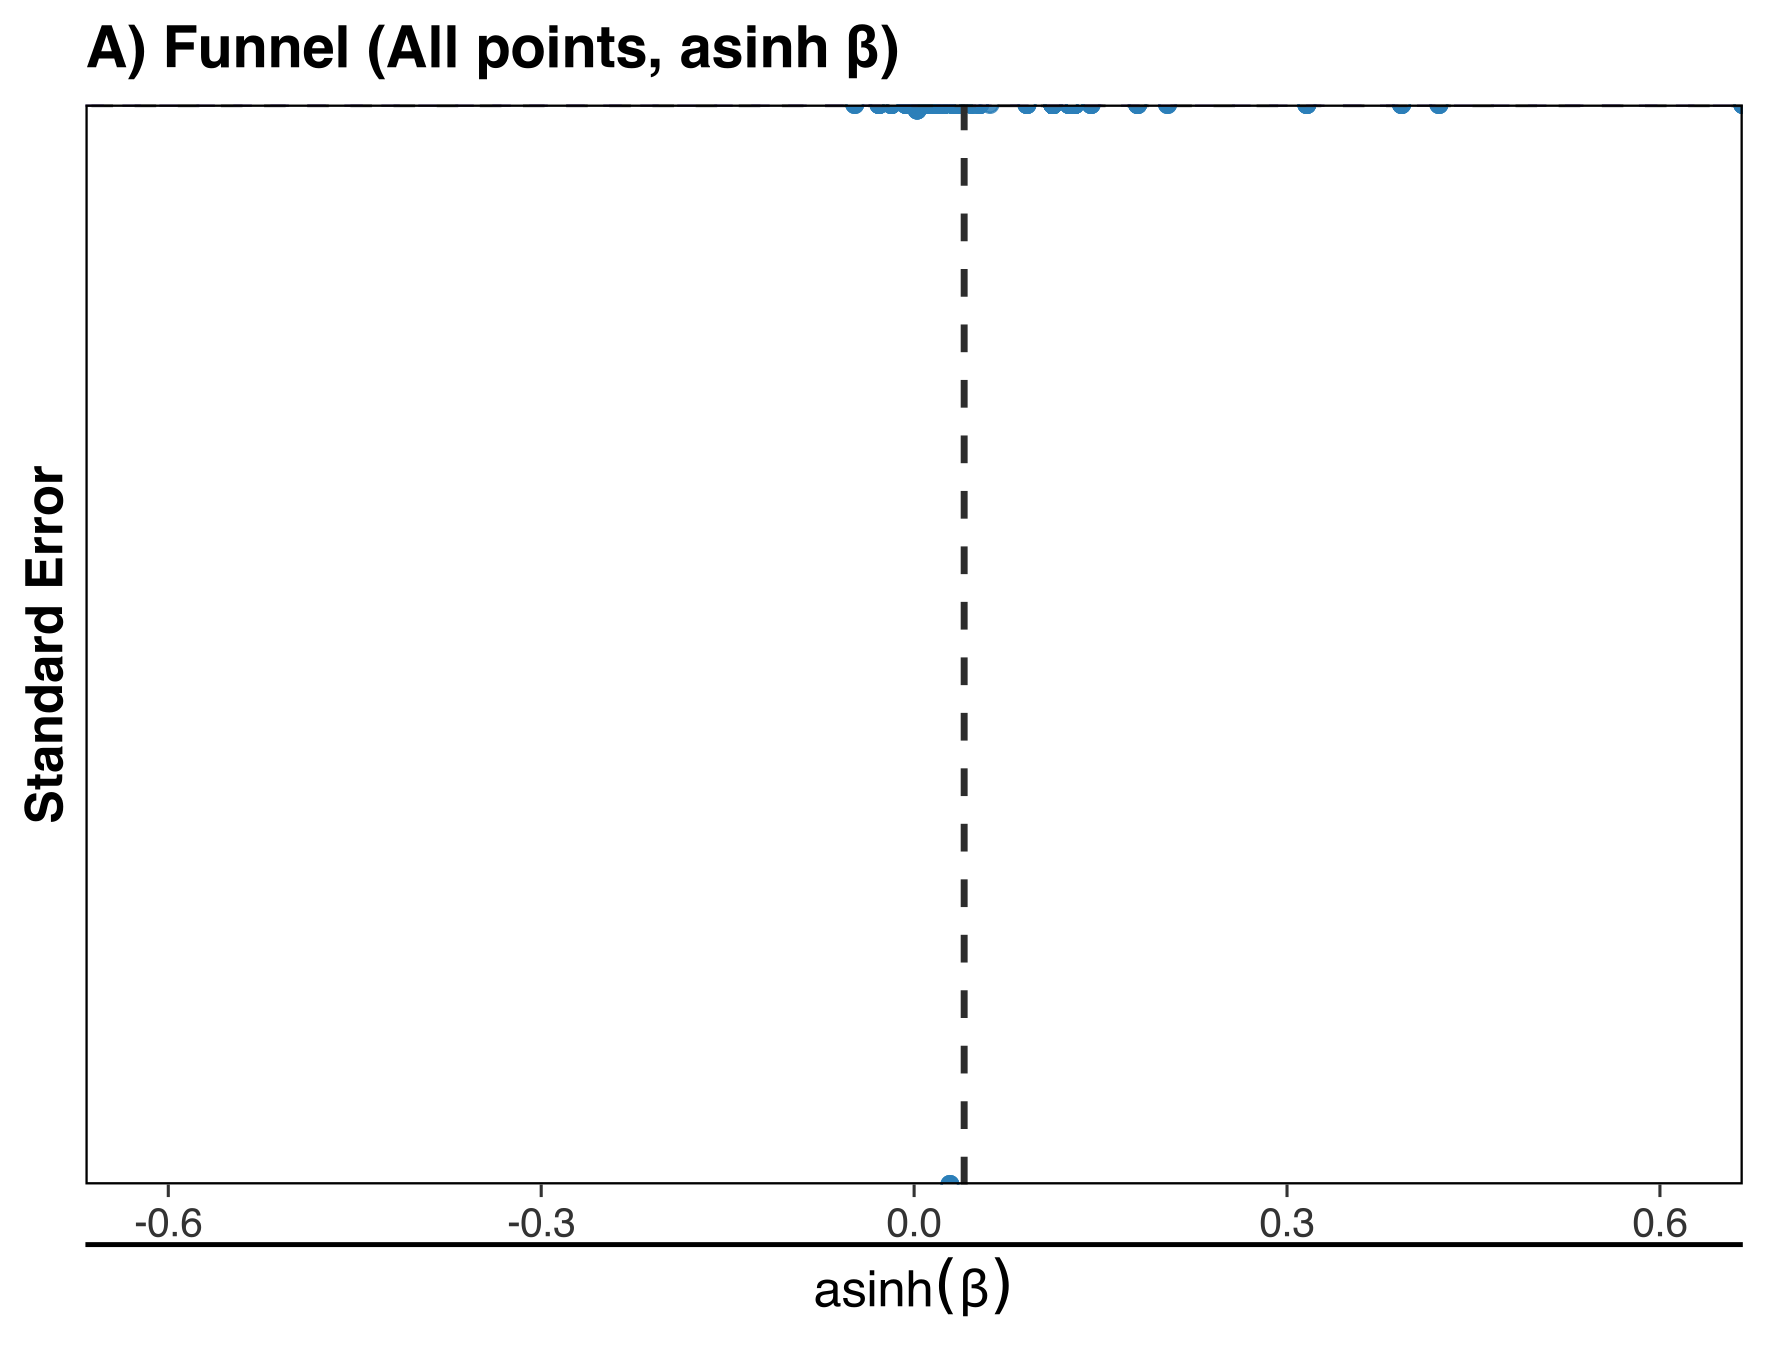 A) Funnel (All points, asinh β)
Standard Error
-0.6 -0.3 0.0 0.3 0.6
asinh(β)